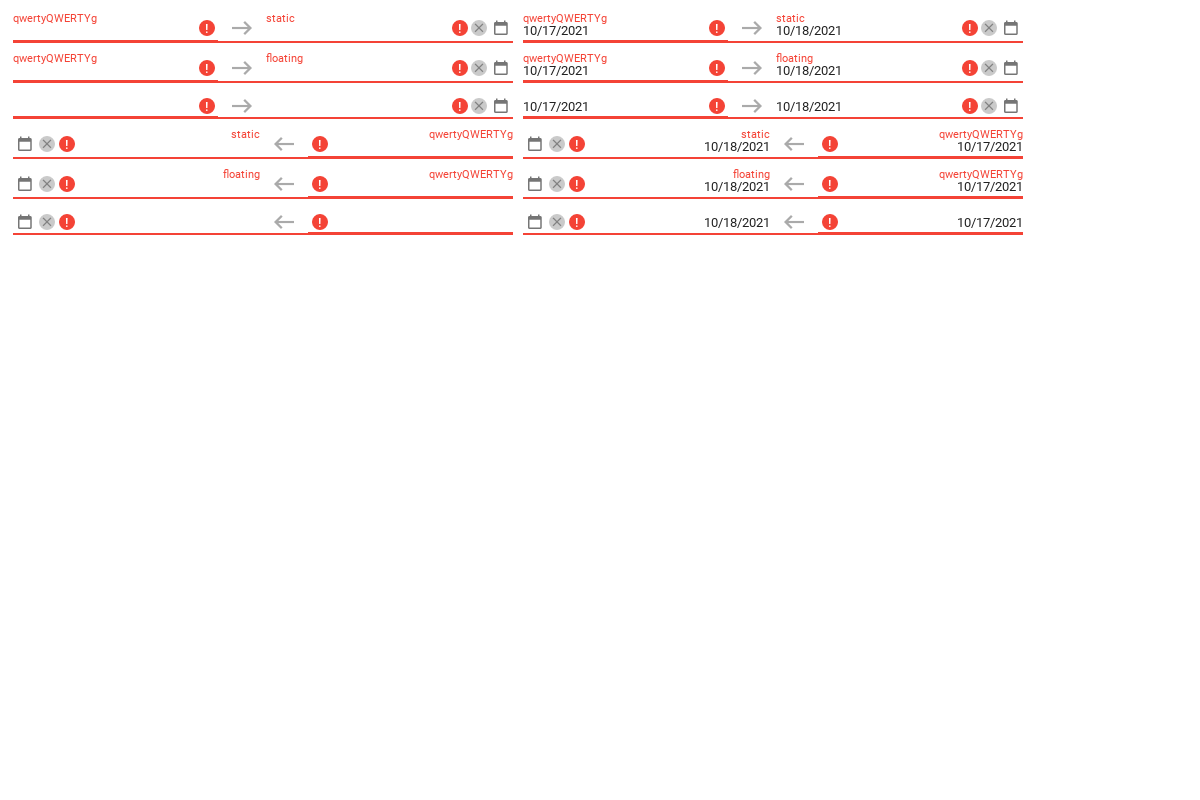 qwertyQWERTYg static qwertyQWERTYg static
10/17/2021 10/18/2021
qwertyQWERTYg floating qwertyQWERTYg floating
10/17/2021 10/18/2021
10/17/2021 10/18/2021
static qwertyQWERTYg static qwertyQWERTYg
10/18/2021 10/17/2021
floating qwertyQWERTYg floating qwertyQWERTYg
10/18/2021 10/17/2021
10/18/2021 10/17/2021